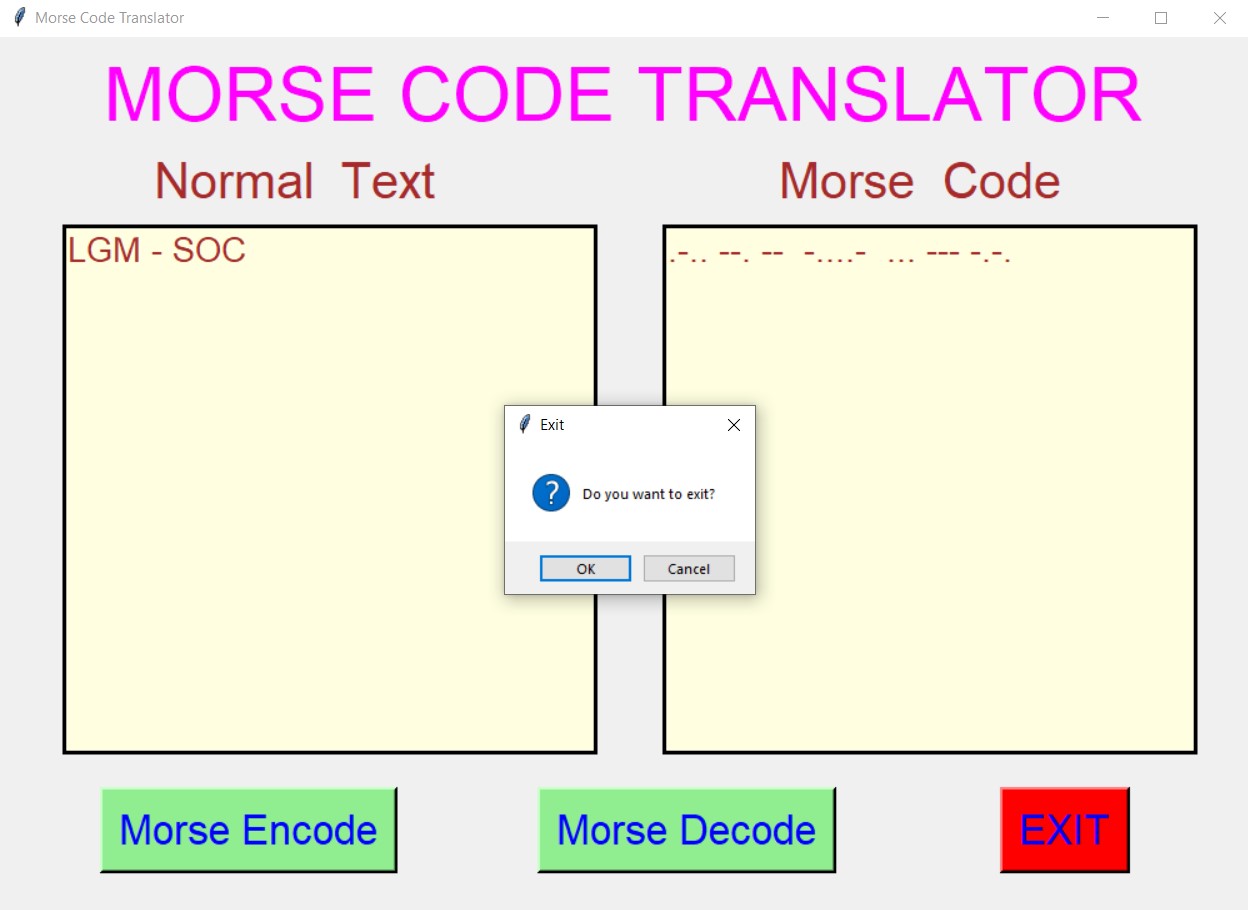 Morse Code Translator
MORSE CODE TRANSLATOR
Normal  Text
Morse  Code
LGM - SOC
.-.. --. --  -....-  ... --- -.-.
Exit
?
Do you want to exit?
OK
Cancel
Morse Encode
Morse Decode
EXIT